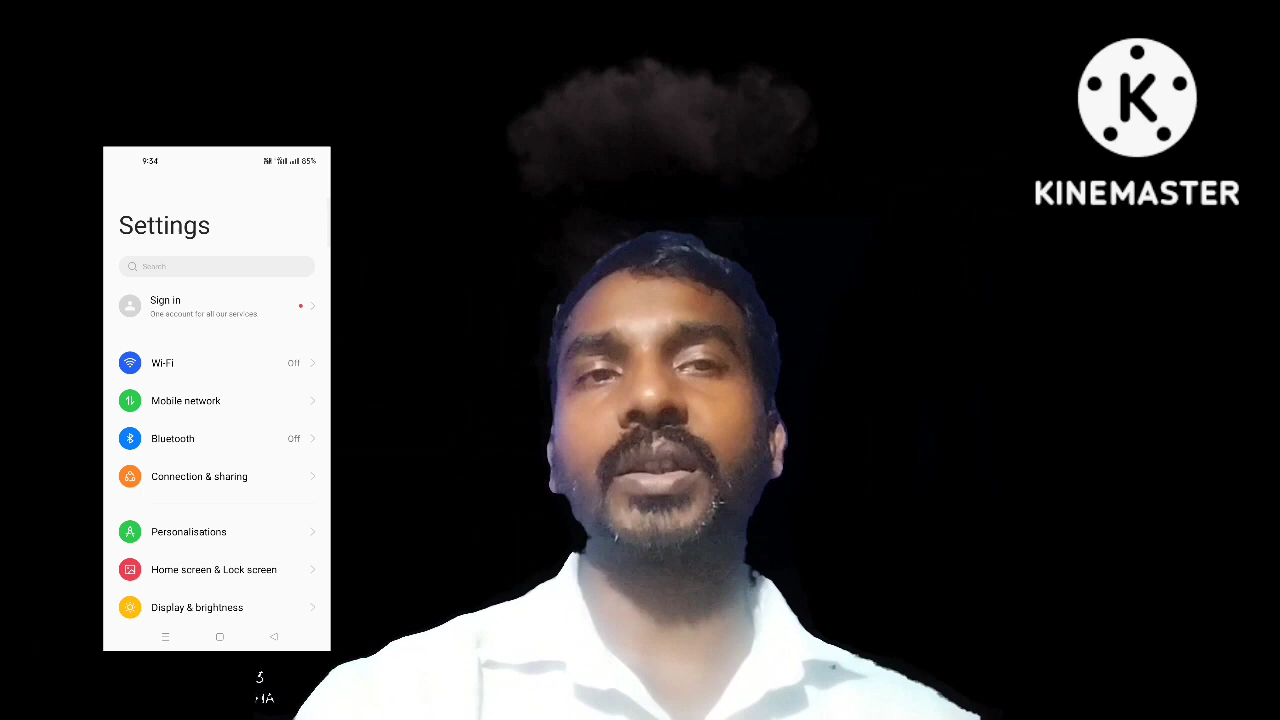 9:34
85%
Settings
Search
Sign in
One account for all our services
Wi-Fi
Off
Mobile network
Bluetooth
Off
Connection & sharing
Personalisations
Home screen & Lock screen
Display & brightness
K
KINEMASTER